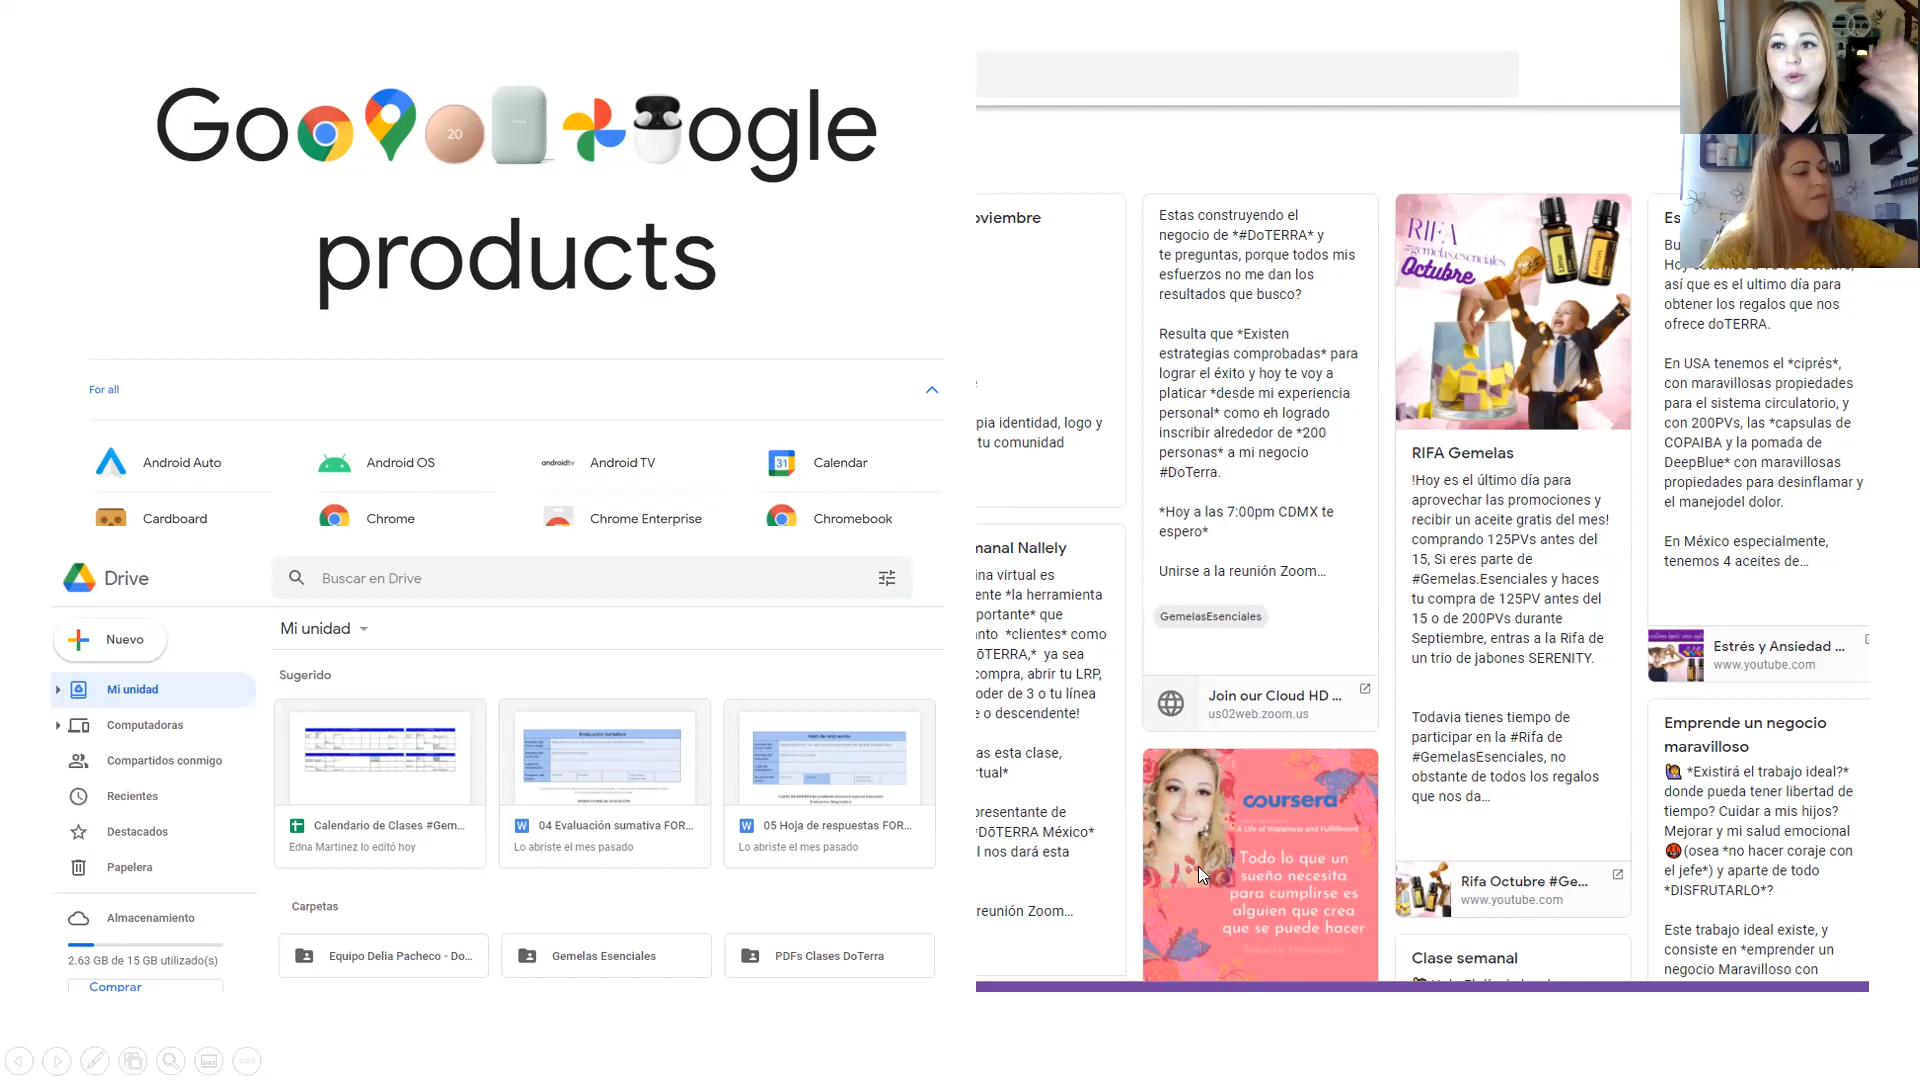 Google
products
For all
Android Auto
Android OS
androidtv
Android TV
31
Calendar
Cardboard
Chrome
Chrome Enterprise
Chromebook
Drive
Buscar en Drive
Nuevo
Mi unidad
Computadoras
Compartidos conmigo
Recientes
Destacados
Papelera
Almacenamiento
2.63 GB de 15 GB utilizado(s)
Comprar
Mi unidad
Sugerido
Calendario de Clases #Gem...
Edna Martinez lo editó hoy
04 Evaluación sumativa FOR...
Lo abriste el mes pasado
05 Hoja de respuestas FOR...
Lo abriste el mes pasado
Carpetas
Equipo Delia Pacheco - Do...
Gemelas Esenciales
PDFs Clases DoTerra
oviembre
pia identidad, logo y
tu comunidad
manal Nallely
ina virtual es
ente *la herramienta
portante* que
anto *clientes* como
ōTERRA,* ya sea
compra, abrir tu LRP,
oder de 3 o tu línea
e o descendente!
as esta clase,
rtual*
presentante de
*DōTERRA México*
l nos dará esta
reunión Zoom...
Estas construyendo el
negocio de *#DoTERRA* y
te preguntas, porque todos mis
esfuerzos no me dan los
resultados que busco?
Resulta que *Existen
estrategias comprobadas* para
lograr el éxito y hoy te voy a
platicar *desde mi experiencia
personal* como eh logrado
inscribir alrededor de *200
personas* a mi negocio
#DoTerra.
*Hoy a las 7:00pm CDMX te
espero*
Unirse a la reunión Zoom...
GemelasEsenciales
Join our Cloud HD ...
us02web.zoom.us
coursera
A Life of Happiness and Fulfillment
Todo lo que un
sueño necesita
para cumplirse es
alguien que crea
que se puede hacer
RIFA
#gemelas.esenciales
Octubre
Lime
Lemon
RIFA Gemelas
!Hoy es el último día para
aprovechar las promociones y
recibir un aceite gratis del mes!
comprando 125PVs antes del
15, Si eres parte de
#Gemelas.Esenciales y haces
tu compra de 125PV antes del
15 o de 200PVs durante
Septiembre, entras a la Rifa de
un trio de jabones SERENITY.
Todavia tienes tiempo de
participar en la #Rifa de
#GemelasEsenciales, no
obstante de todos los regalos
que nos da...
Rifa Octubre #Ge...
www.youtube.com
Clase semanal
Es
Bu
así que es el ultimo día para
obtener los regalos que nos
ofrece doTERRA.
En USA tenemos el *ciprés*,
con maravillosas propiedades
para el sistema circulatorio, y
con 200PVs, las *capsulas de
COPAIBA y la pomada de
DeepBlue* con maravillosas
propiedades para desinflamar y
el manejodel dolor.
En México especialmente,
tenemos 4 aceites de...
Estrés y Ansiedad ...
www.youtube.com
Emprende un negocio
maravilloso
*Existirá el trabajo ideal?*
donde pueda tener libertad de
tiempo? Cuidar a mis hijos?
Mejorar y mi salud emocional
(osea *no hacer coraje con
el jefe*) y aparte de todo
*DISFRUTARLO*?
Este trabajo ideal existe, y
consiste en *emprender un
negocio Maravilloso con